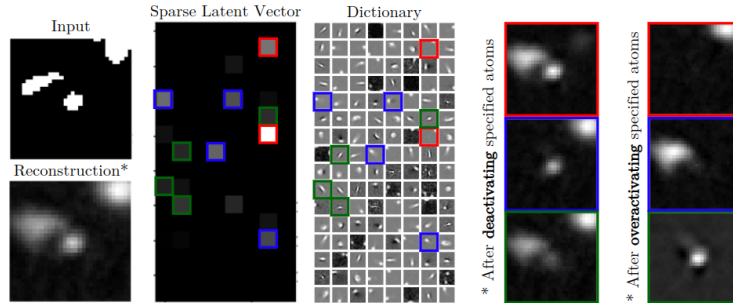 Input
Sparse Latent Vector
Dictionary
Reconstruction*
* After deactivating specified atoms
* After overactivating specified atoms